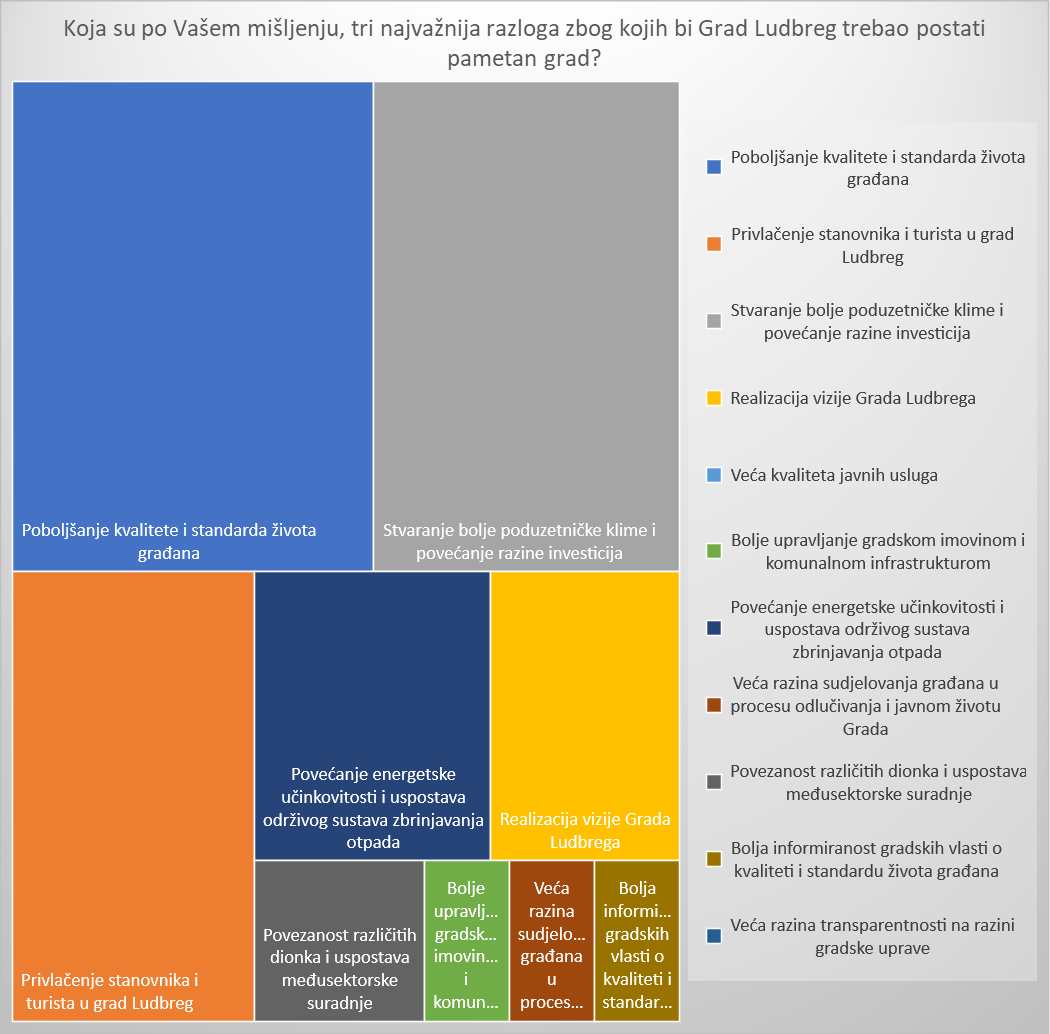 Koja su po Vašem mišljenju, tri najvažnija razloga zbog kojih bi Grad Ludbreg trebao postati
pametan grad?
Poboljšanje kvalitete i standarda života
građana
Stvaranje bolje poduzetničke klime i
povećanje razine investicija
Privlačenje stanovnika i
turista u grad Ludbreg
Povećanje energetske
učinkovitosti i uspostava
održivog sustava zbrinjavanja
otpada
Realizacija vizije Grada
Ludbrega
Povezanost različitih
dionka i uspostava
međusektorske
suradnje
Bolje
upravlj...
gradsk...
imovin...
i
komun...
Veća
razina
sudjelo...
građana
u
proces...
Bolja
informi...
gradskih
vlasti o
kvaliteti i
standar...
Poboljšanje kvalitete i standarda života
građana
Privlačenje stanovnika i turista u grad
Ludbreg
Stvaranje bolje poduzetničke klime i
povećanje razine investicija
Realizacija vizije Grada Ludbrega
Veća kvaliteta javnih usluga
Bolje upravljanje gradskom imovinom i
komunalnom infrastrukturom
Povećanje energetske učinkovitosti i
uspostava održivog sustava
zbrinjavanja otpada
Veća razina sudjelovanja građana u
procesu odlučivanja i javnom životu
Grada
Povezanost različitih dionka i uspostava
međusektorske suradnje
Bolja informiranost gradskih vlasti o
kvaliteti i standardu života građana
Veća razina transparentnosti na razini
gradske uprave